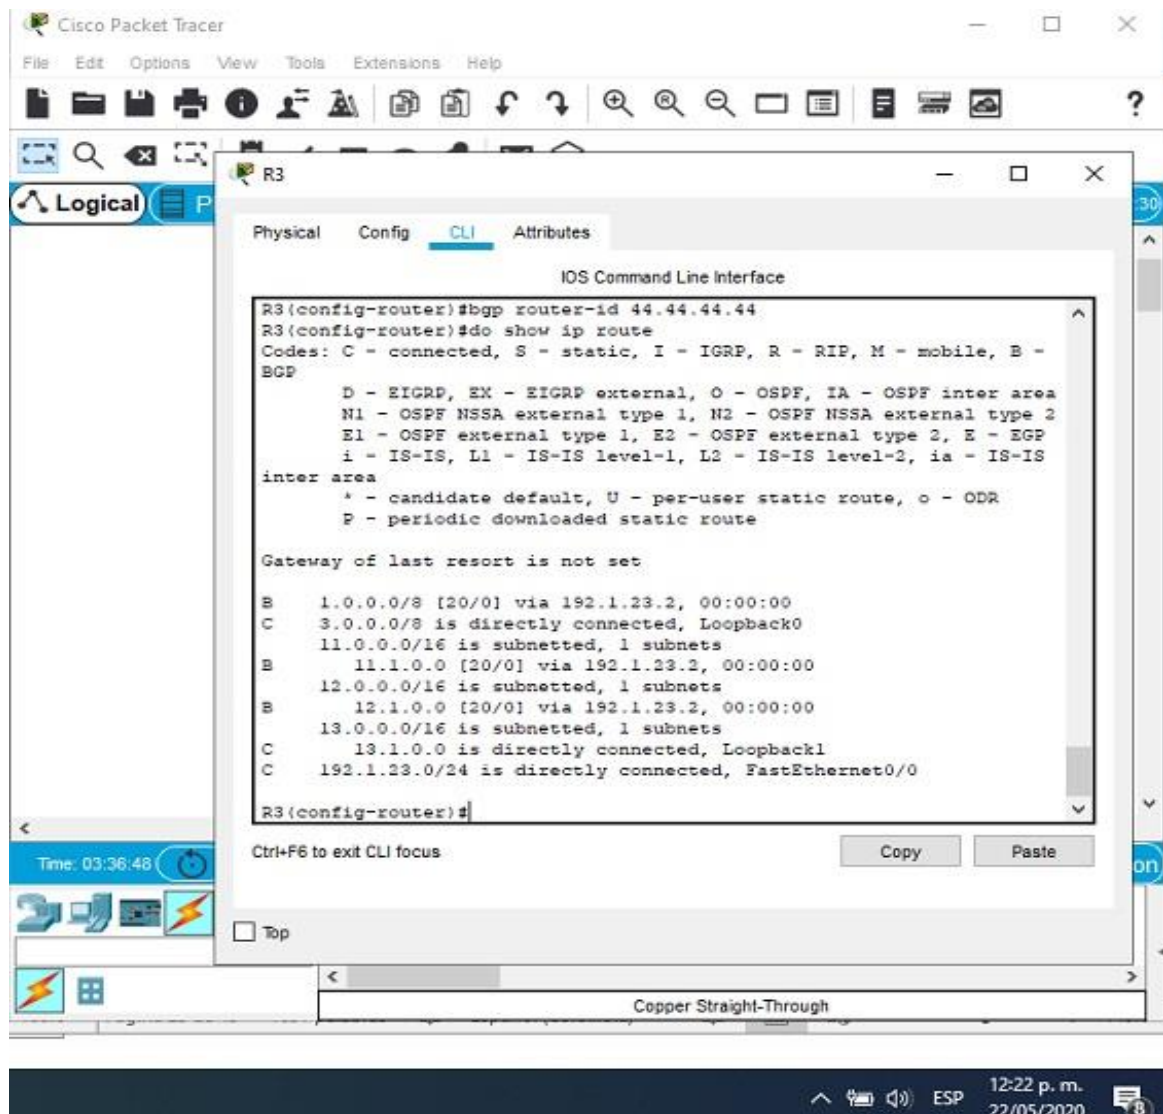 Cisco Packet Tracer
File Edit Options View Tools Extensions Help
R3
Logical
P
:30
Physical Config CLI Attributes
IOS Command Line Interface
R3(config-router)#bgp router-id 44.44.44.44
R3(config-router)#do show ip route
Codes: C - connected, S - static, I - IGRP, R - RIP, M - mobile, B -
BGP
D - EIGRP, EX - EIGRP external, O - OSPF, IA - OSPF inter area
N1 - OSPF NSSA external type 1, N2 - OSPF NSSA external type 2
E1 - OSPF external type 1, E2 - OSPF external type 2, E - EGP
i - IS-IS, L1 - IS-IS level-1, L2 - IS-IS level-2, ia - IS-IS
inter area
* - candidate default, U - per-user static route, o - ODR
P - periodic downloaded static route
Gateway of last resort is not set
B 1.0.0.0/8 [20/0] via 192.1.23.2, 00:00:00
C 3.0.0.0/8 is directly connected, Loopback0
11.0.0.0/16 is subnetted, 1 subnets
B 11.1.0.0 [20/0] via 192.1.23.2, 00:00:00
12.0.0.0/16 is subnetted, 1 subnets
B 12.1.0.0 [20/0] via 192.1.23.2, 00:00:00
13.0.0.0/16 is subnetted, 1 subnets
C 13.1.0.0 is directly connected, Loopback1
C 192.1.23.0/24 is directly connected, FastEthernet0/0
R3(config-router)#
Ctrl+F6 to exit CLI focus
Copy Paste
Time: 03:36:48
on
Top
Copper Straight-Through
ESP
12:22 p. m.
22/05/2020
8